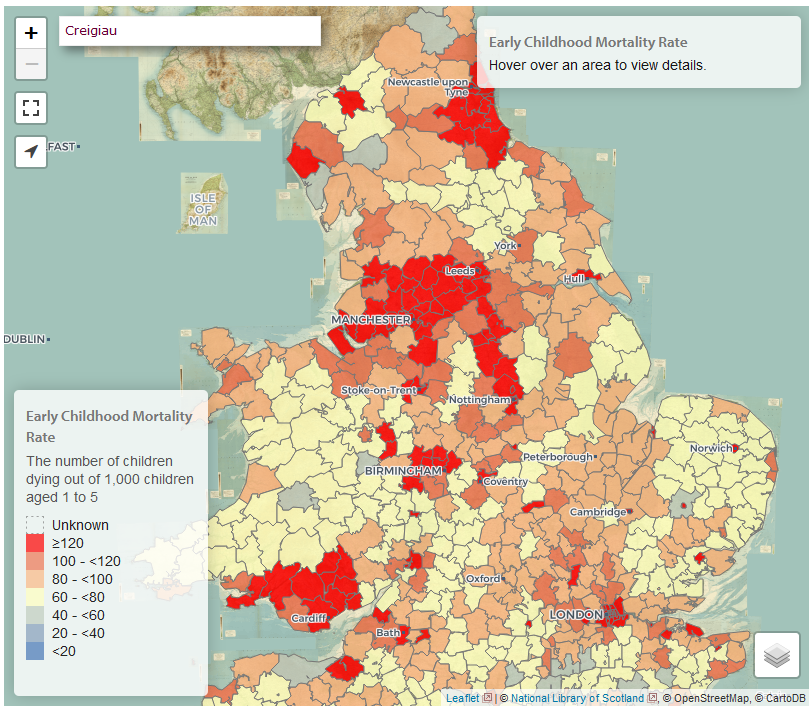 +
−
Creigiau
Early Childhood Mortality Rate
Hover over an area to view details.
Newcastle upon
Tyne
FAST
ISLE
OF
MAN
York
Leeds
Hull
MANCHESTER
DUBLIN
Stoke-on-Trent
Nottingham
Norwich
Peterborough
BIRMINGHAM
Coventry
Cambridge
Oxford
LONDON
Cardiff
Bath
Early Childhood Mortality
Rate
The number of children
dying out of 1,000 children
aged 1 to 5
Unknown
≥120
100 - <120
80 - <100
60 - <80
40 - <60
20 - <40
<20
Leaflet | © National Library of Scotland , © OpenStreetMap, © CartoDB